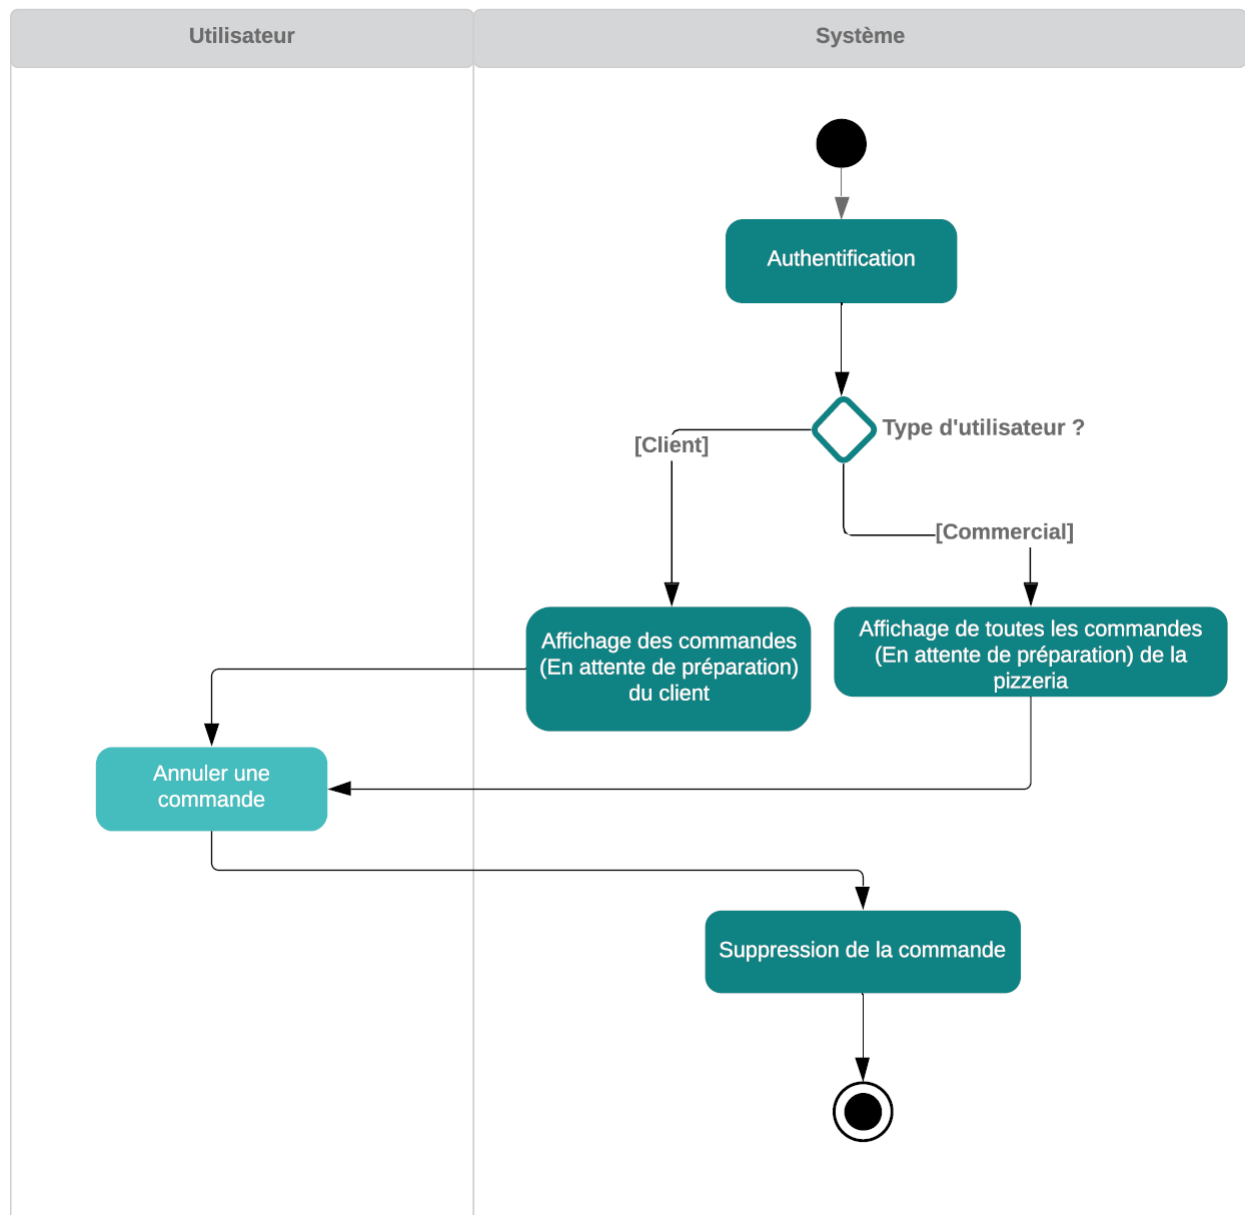 Utilisateur
Système
Authentification
Type d'utilisateur ?
[Client]
[Commercial]
Affichage des commandes
(En attente de préparation)
du client
Affichage de toutes les commandes
(En attente de préparation) de la
pizzeria
Annuler une
commande
Suppression de la commande